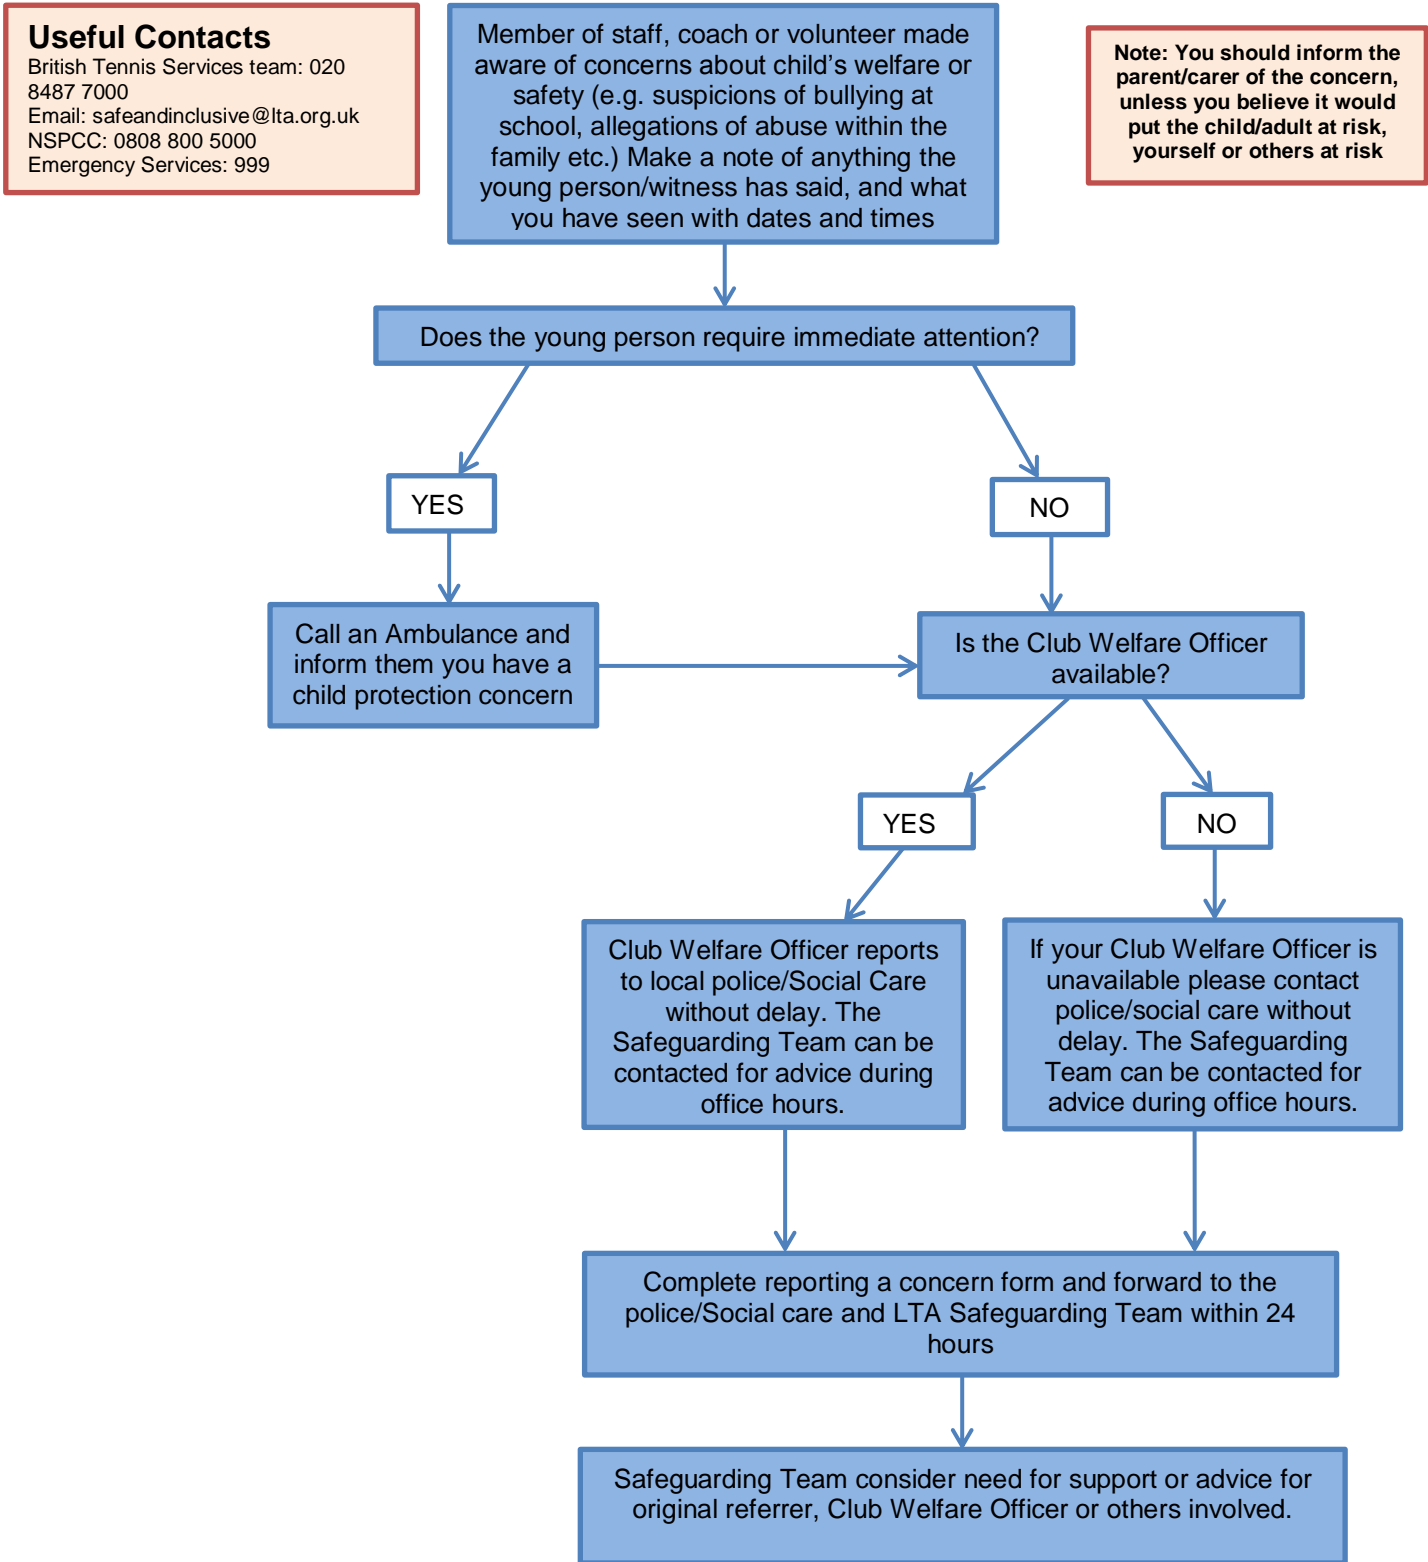 Useful Contacts
British Tennis Services team: 020
8487 7000
Email: safeandinclusive@lta.org.uk
NSPCC: 0808 800 5000
Emergency Services: 999
Member of staff, coach or volunteer made
aware of concerns about child’s welfare or
safety (e.g. suspicions of bullying at
school, allegations of abuse within the
family etc.) Make a note of anything the
young person/witness has said, and what
you have seen with dates and times
Note: You should inform the
parent/carer of the concern,
unless you believe it would
put the child/adult at risk,
yourself or others at risk
Does the young person require immediate attention?
YES
NO
Call an Ambulance and
inform them you have a
child protection concern
Is the Club Welfare Officer
available?
YES
NO
Club Welfare Officer reports
to local police/Social Care
without delay. The
Safeguarding Team can be
contacted for advice during
office hours.
If your Club Welfare Officer is
unavailable please contact
police/social care without
delay. The Safeguarding
Team can be contacted for
advice during office hours.
Complete reporting a concern form and forward to the
police/Social care and LTA Safeguarding Team within 24
hours
Safeguarding Team consider need for support or advice for
original referrer, Club Welfare Officer or others involved.